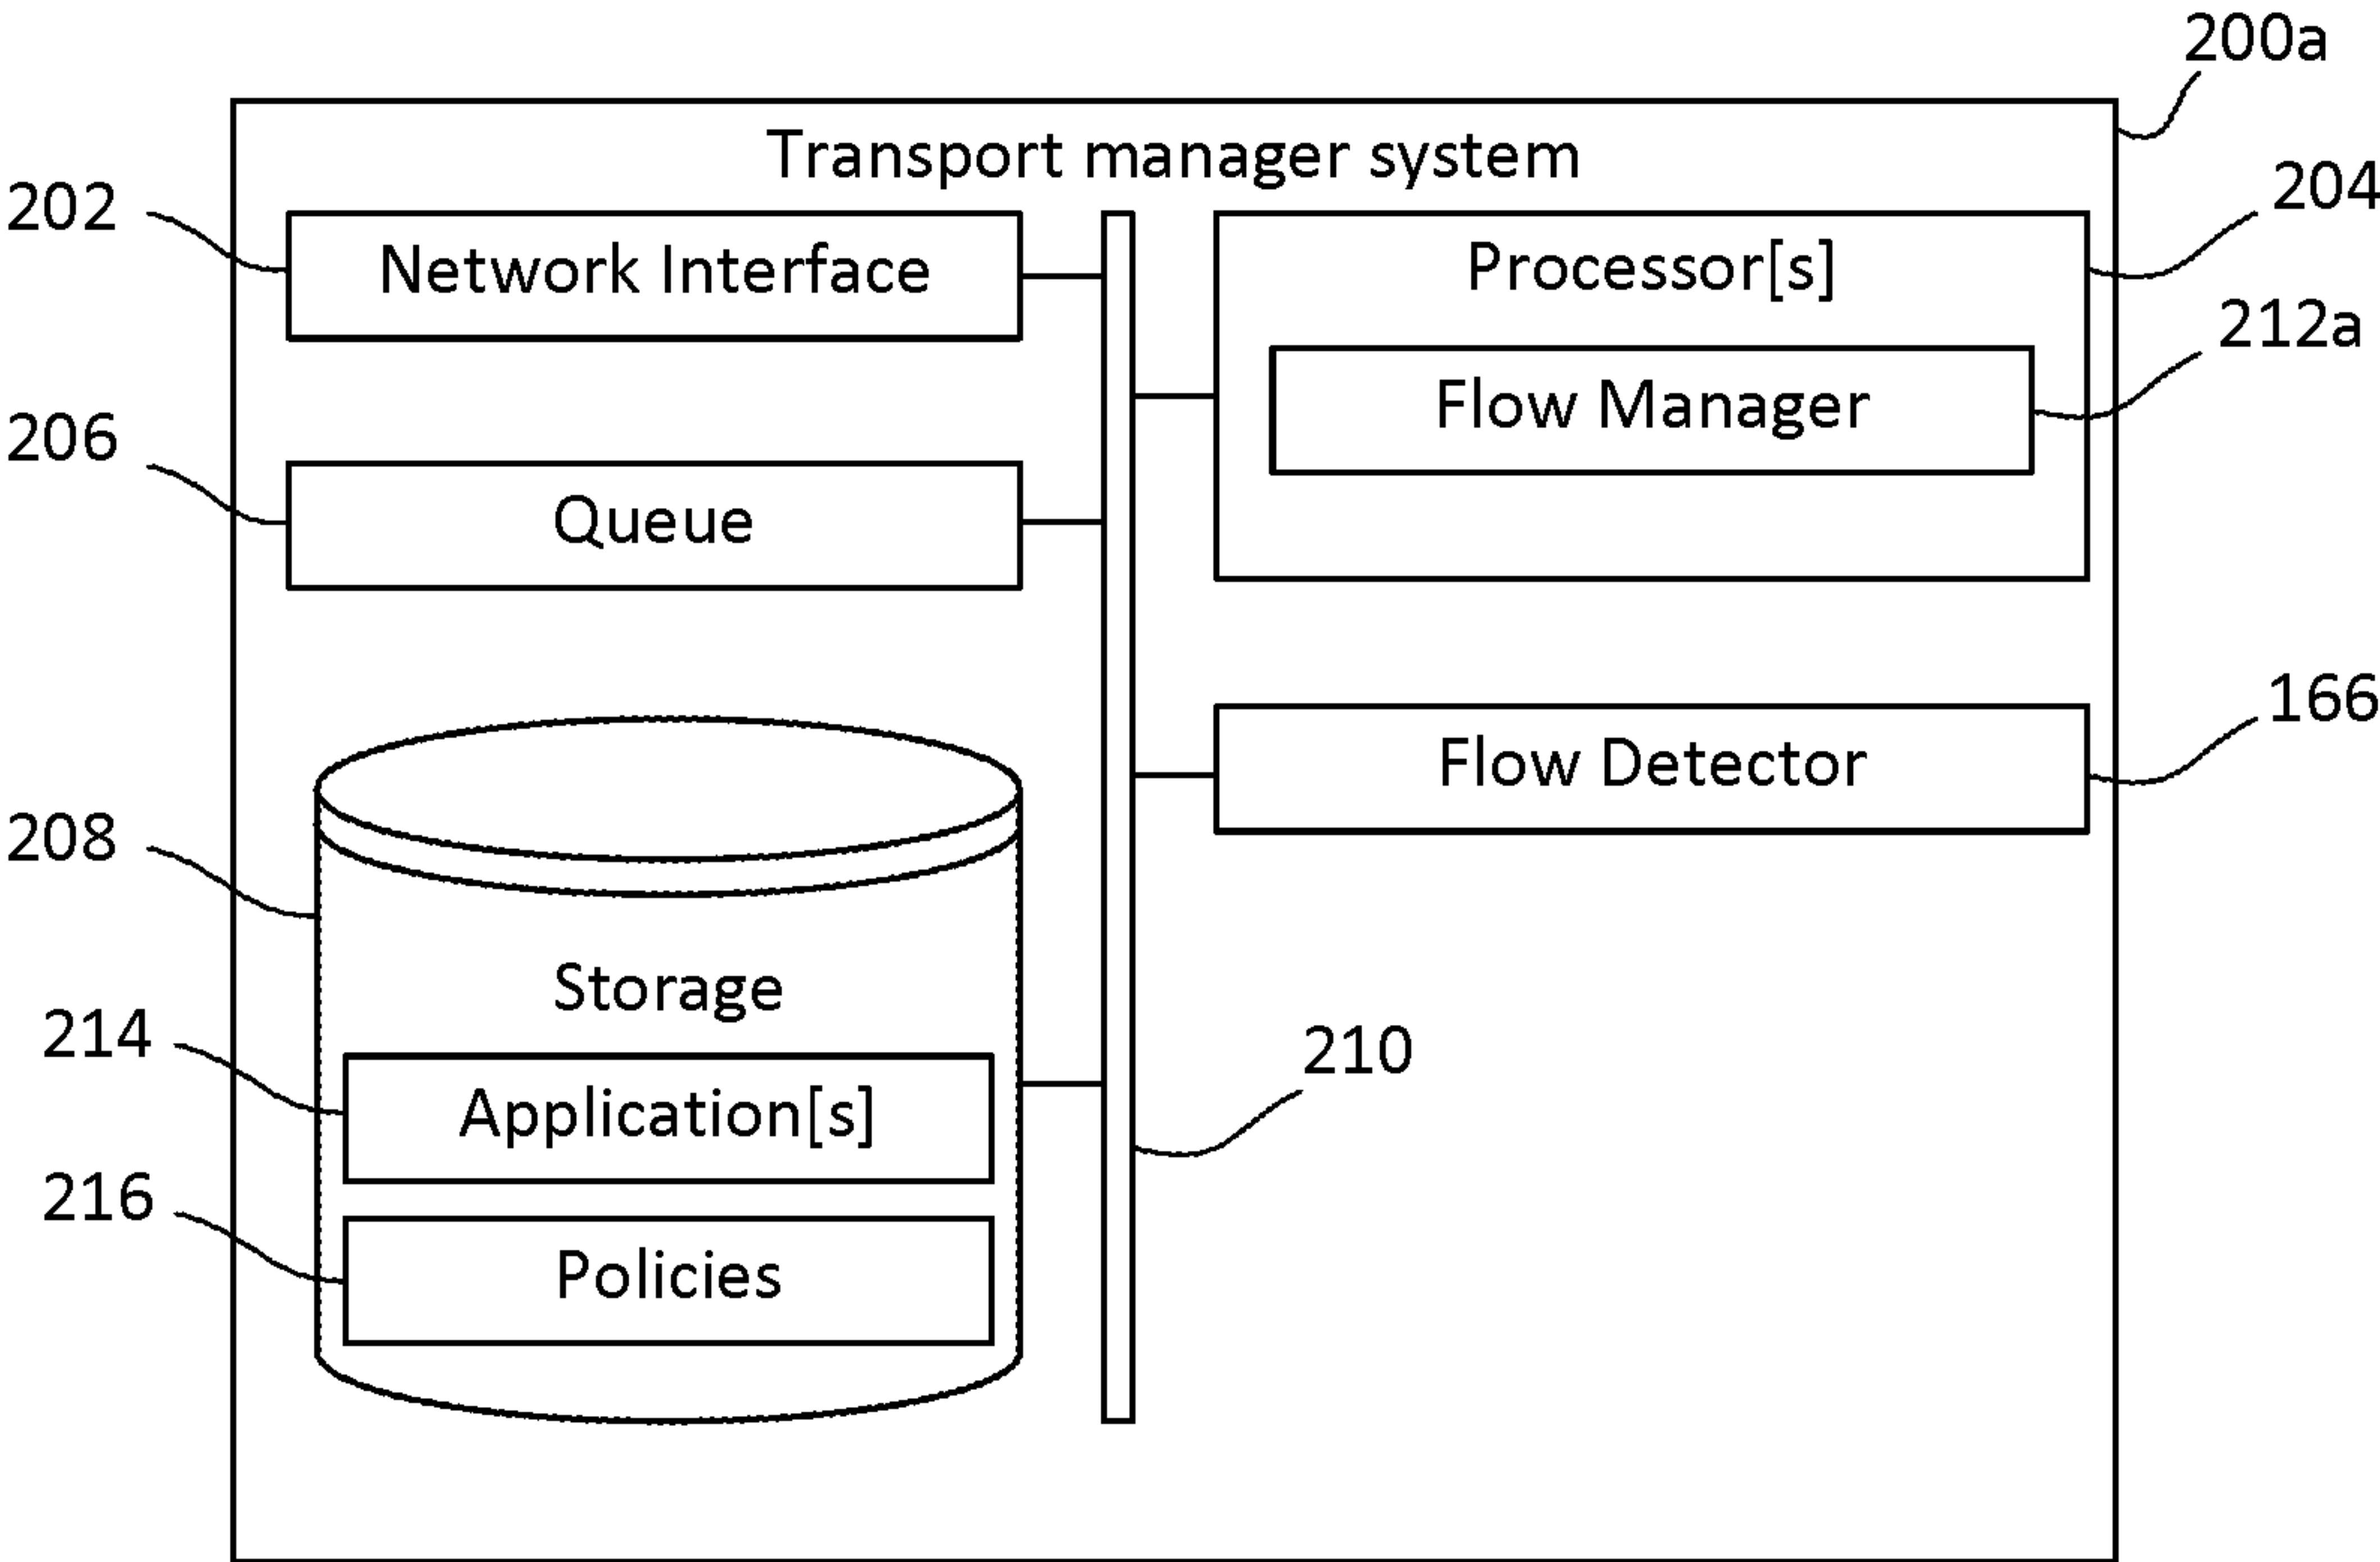 200a
Transport manager system
202
Network Interface
Processor[s]
204
Flow Manager
212a
206
Queue
166
Flow Detector
208
Storage
214
Application[s]
210
216
Policies